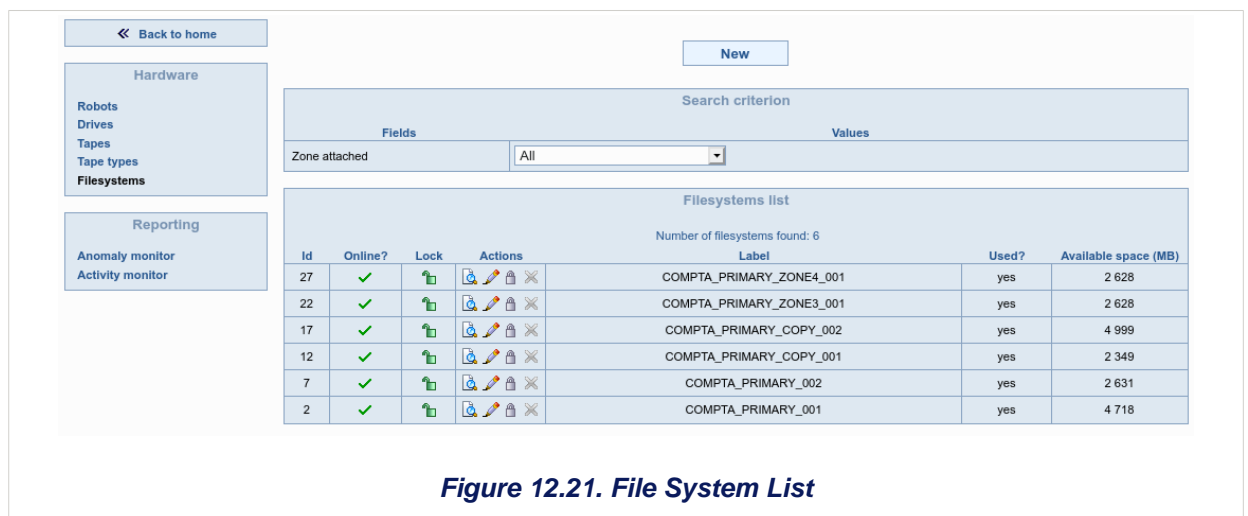 Back to home
Hardware
Robots
Drives
Tapes
Tape types
Filesystems
Reporting
Anomaly monitor
Activity monitor
New
Search criterion
Fields Values
Zone attached All
Filesystems list
Number of filesystems found: 6
Id Online? Lock Actions Label Used? Available space (MB)
27 COMPTA_PRIMARY_ZONE4_001 yes 2 628
22 COMPTA_PRIMARY_ZONE3_001 yes 2 628
17 COMPTA_PRIMARY_COPY_002 yes 4 999
12 COMPTA_PRIMARY_COPY_001 yes 2 349
7 COMPTA_PRIMARY_002 yes 2 631
2 COMPTA_PRIMARY_001 yes 4 718
Figure 12.21. File System List